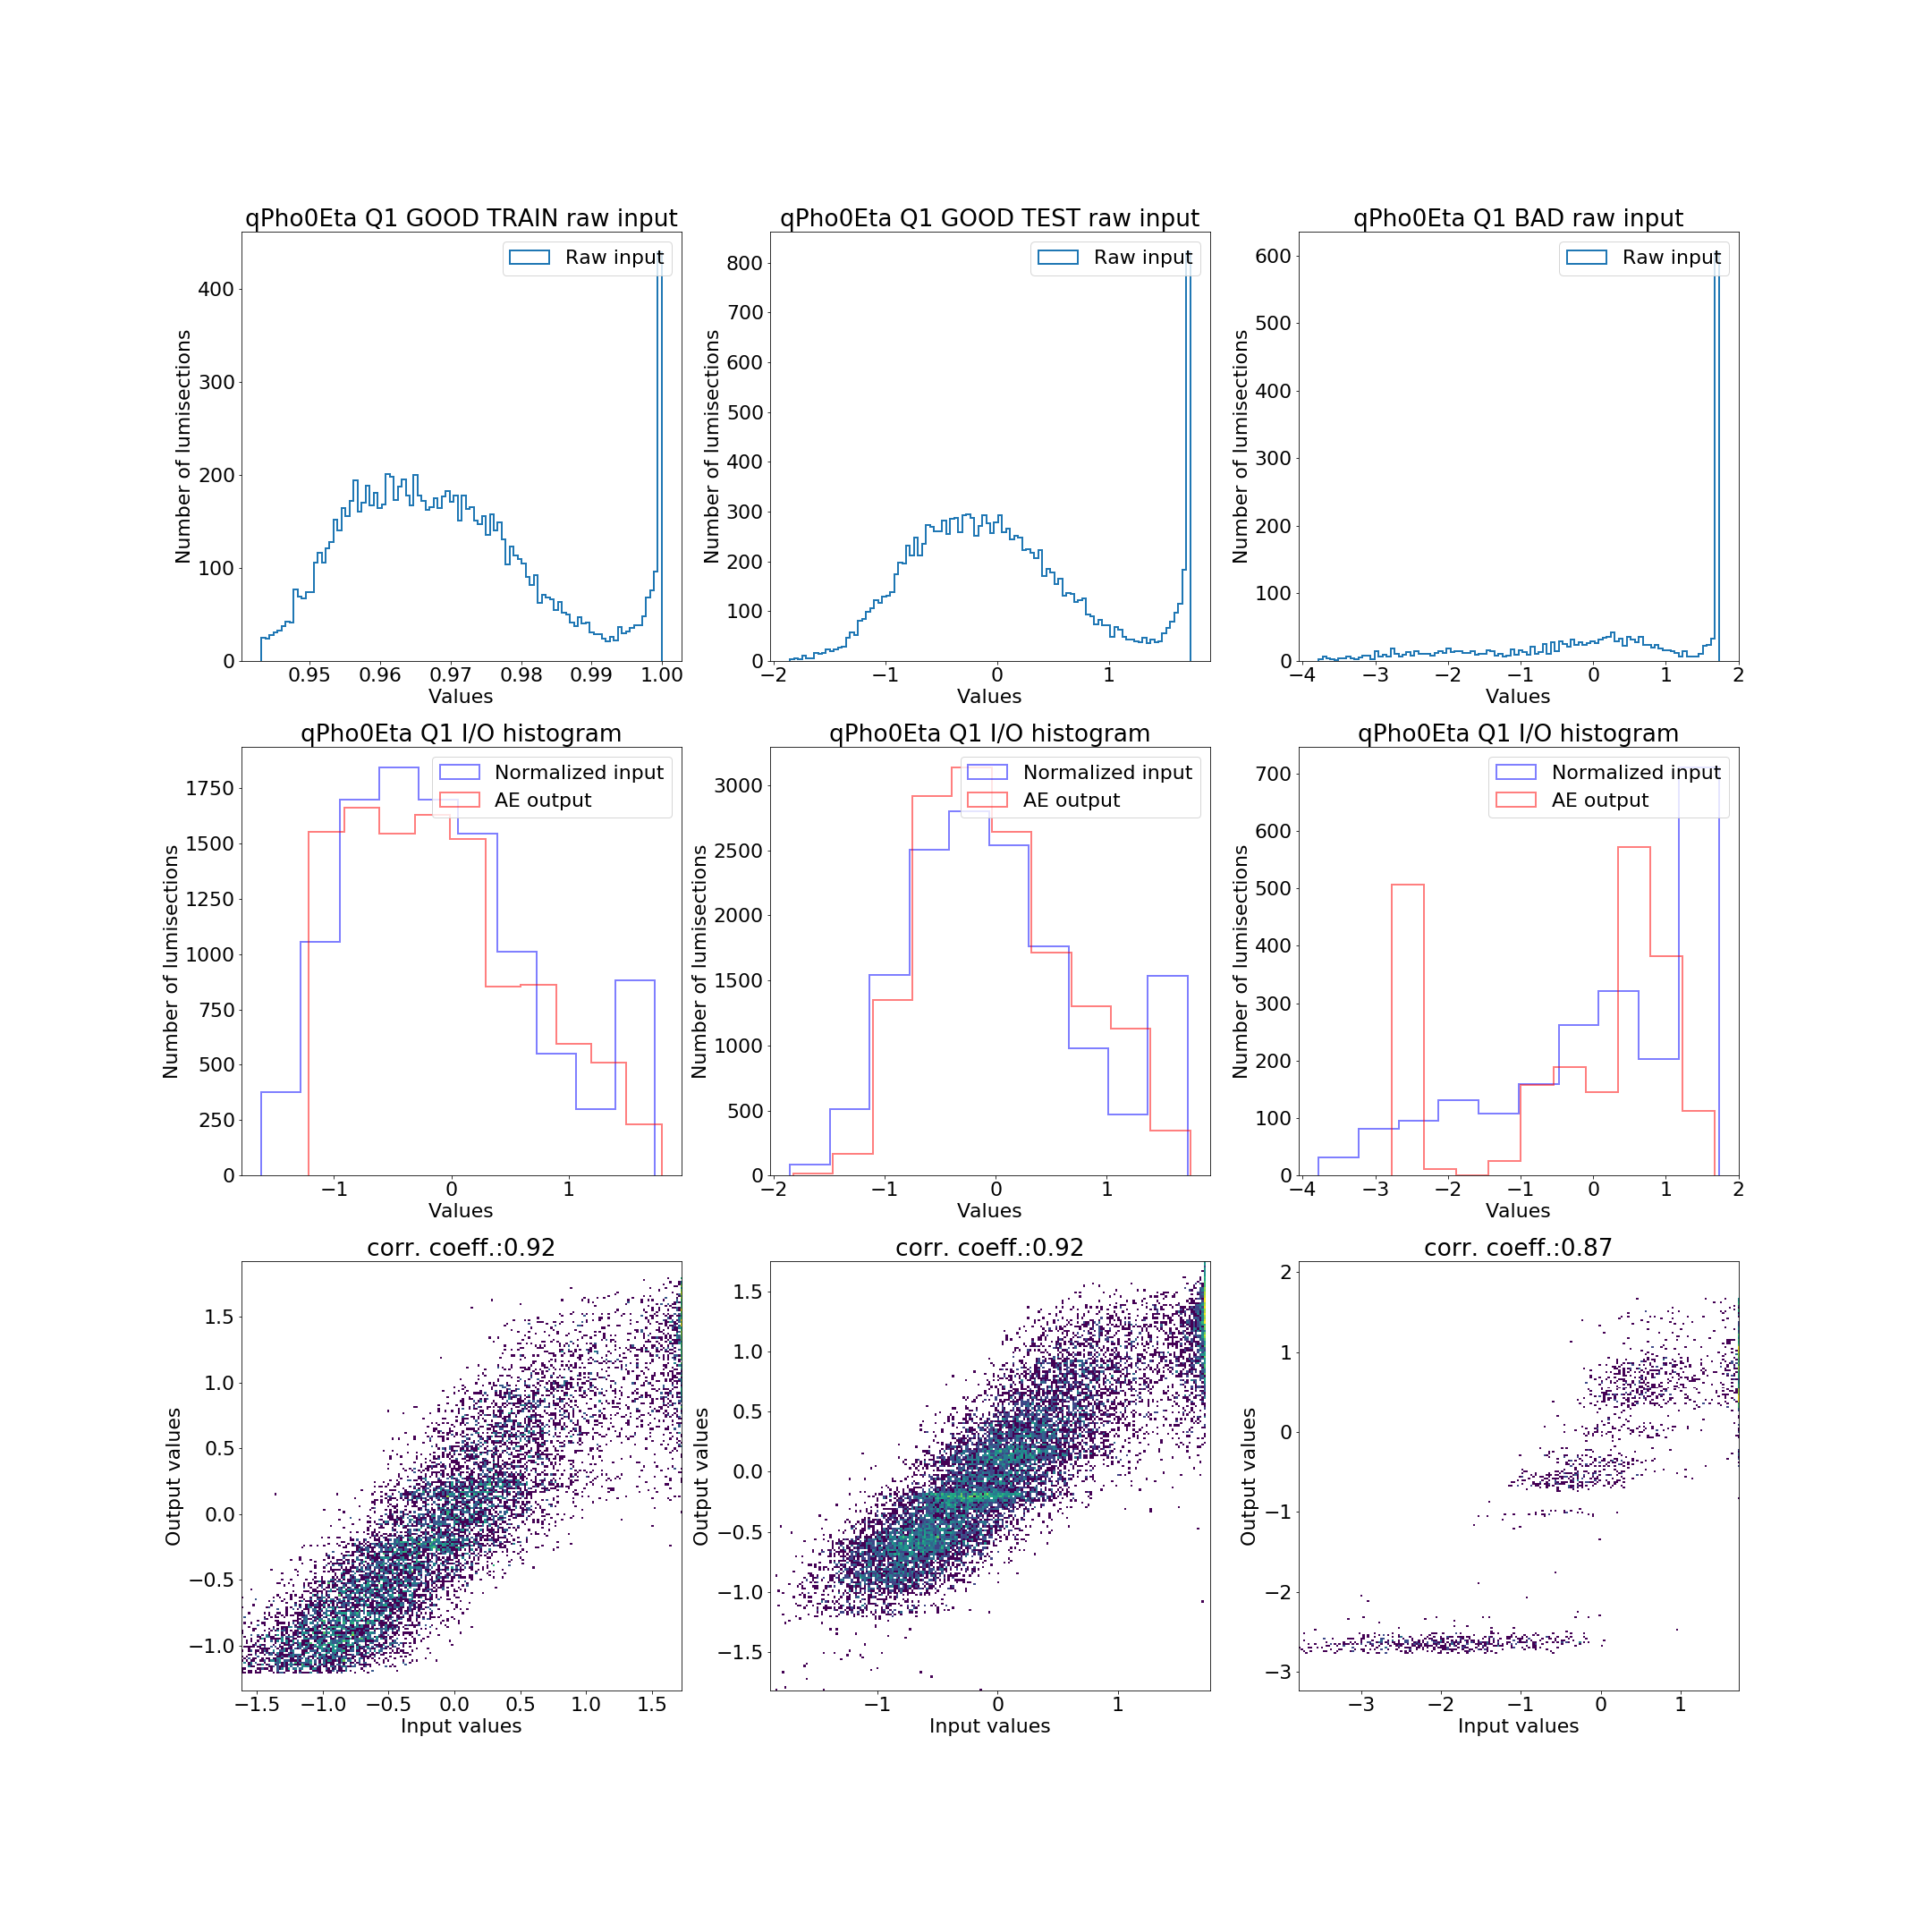 qPho0Eta Q1 GOOD TRAIN raw input
Raw input
400
300
200
100
0
0.95 0.96 0.97 0.98 0.99 1.00
Values
Number of lumisections
qPho0Eta Q1 GOOD TEST raw input
Raw input
800
700
600
500
400
300
200
100
0
−2 −1 0 1
Values
Number of lumisections
qPho0Eta Q1 BAD raw input
Raw input
600
500
400
300
200
100
0
−4 −3 −2 −1 0 1 2
Values
Number of lumisections
qPho0Eta Q1 I/O histogram
Normalized input
AE output
1750
1500
1250
1000
750
500
250
0
−1 0 1
Values
Number of lumisections
qPho0Eta Q1 I/O histogram
Normalized input
AE output
3000
2500
2000
1500
1000
500
0
−2 −1 0 1
Values
Number of lumisections
qPho0Eta Q1 I/O histogram
Normalized input
AE output
700
600
500
400
300
200
100
0
−4 −3 −2 −1 0 1 2
Values
Number of lumisections
corr. coeff.:0.92
1.5
1.0
0.5
0.0
−0.5
−1.0
−1.5 −1.0 −0.5 0.0 0.5 1.0 1.5
Input values
Output values
corr. coeff.:0.92
1.5
1.0
0.5
0.0
−0.5
−1.0
−1.5
−1 0 1
Input values
Output values
corr. coeff.:0.87
2
1
0
−1
−2
−3
−3 −2 −1 0 1
Input values
Output values